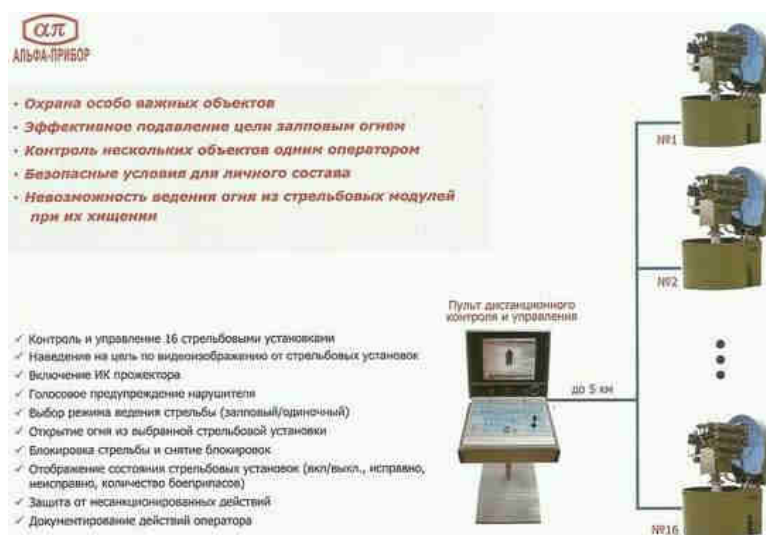 απ
АЛЬФА-ПРИБОР
• Охрана особо важных объектов
• Эффективное подавление цели залповым огнем
• Контроль нескольких объектов одним оператором
• Безопасные условия для личного состава
• Невозможность ведения огня из стрельбовых модулей
при их хищении
№1
№2
Пульт дистанционного
контроля и управления
до 5 км
№16
✓ Контроль и управление 16 стрельбовыми установками
✓ Наведение на цель по видеоизображению от стрельбовых установок
✓ Включение ИК прожектора
✓ Голосовое предупреждение нарушителя
✓ Выбор режима ведения стрельбы (залповый/одиночный)
✓ Открытие огня из выбранной стрельбовой установки
✓ Блокировка стрельбы и снятие блокировок
✓ Отображение состояния стрельбовых установок (вкл/выкл., исправно,
неисправно, количество боеприпасов)
✓ Защита от несанкционированных действий
✓ Документирование действий оператора